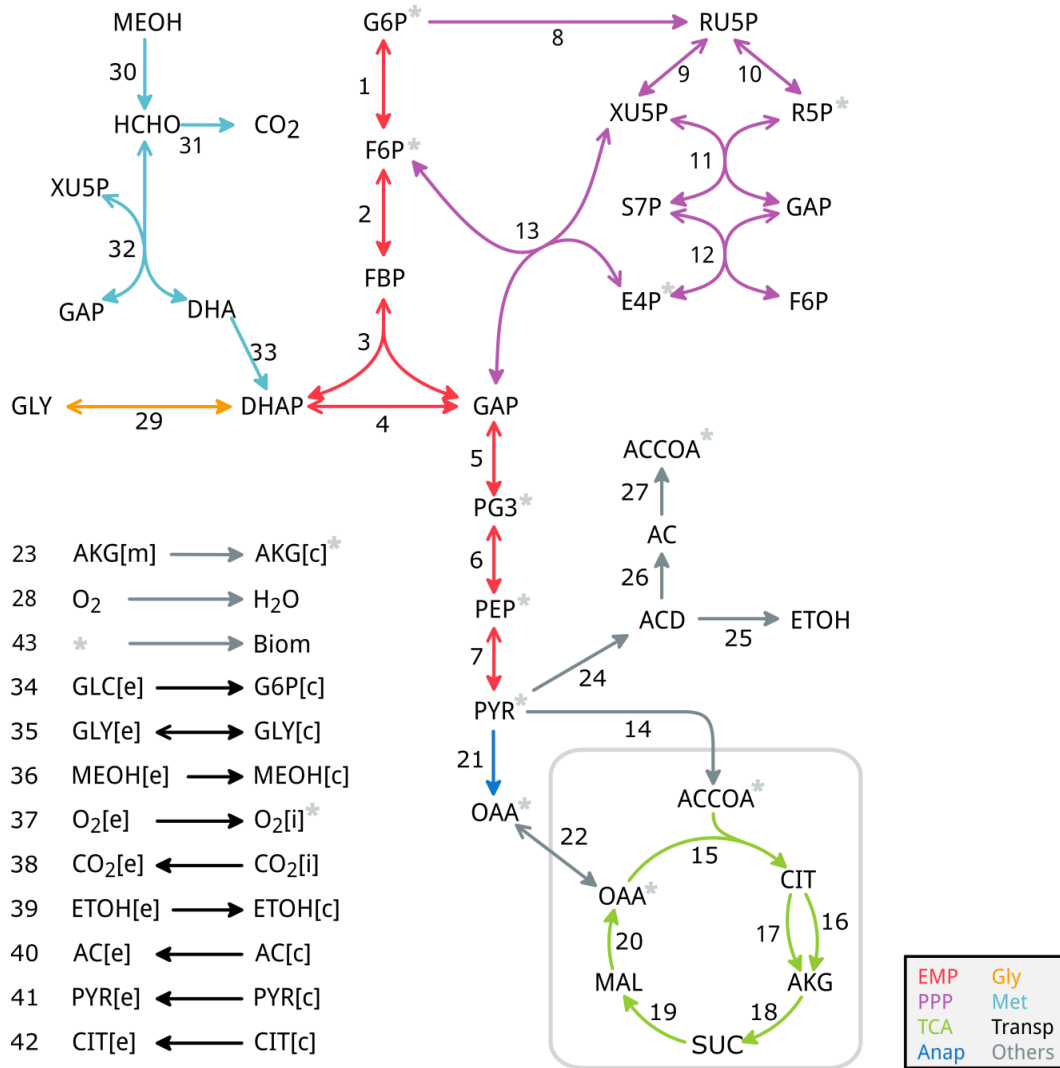 MEOH G6P* 8 RU5P
30 1 9 10
HCHO 31 CO2 XU5P R5P*
F6P*
XU5P 2 11
32 13 S7P GAP
12
FBP
GAP DHA E4P* F6P
33 3
GLY 29 DHAP 4 GAP
5 ACCOA*
27
PG3* AC
6 26
PEP* ACD 25 ETOH
7 24
PYR* 14
21
OAA* ACCOA*
22 15
OAA* CIT
20 17 16
MAL AKG
19 18
SUC
23 AKG[m] AKG[c]*
28 O2 H2O
43 * Biom
34 GLC[e] G6P[c]
35 GLY[e] GLY[c]
36 MEOH[e] MEOH[c]
37 O2[e] O2[i]*
38 CO2[e] CO2[i]
39 ETOH[e] ETOH[c]
40 AC[e] AC[c]
41 PYR[e] PYR[c]
42 CIT[e] CIT[c]
EMP Gly
PPP Met
TCA Transp
Anap Others